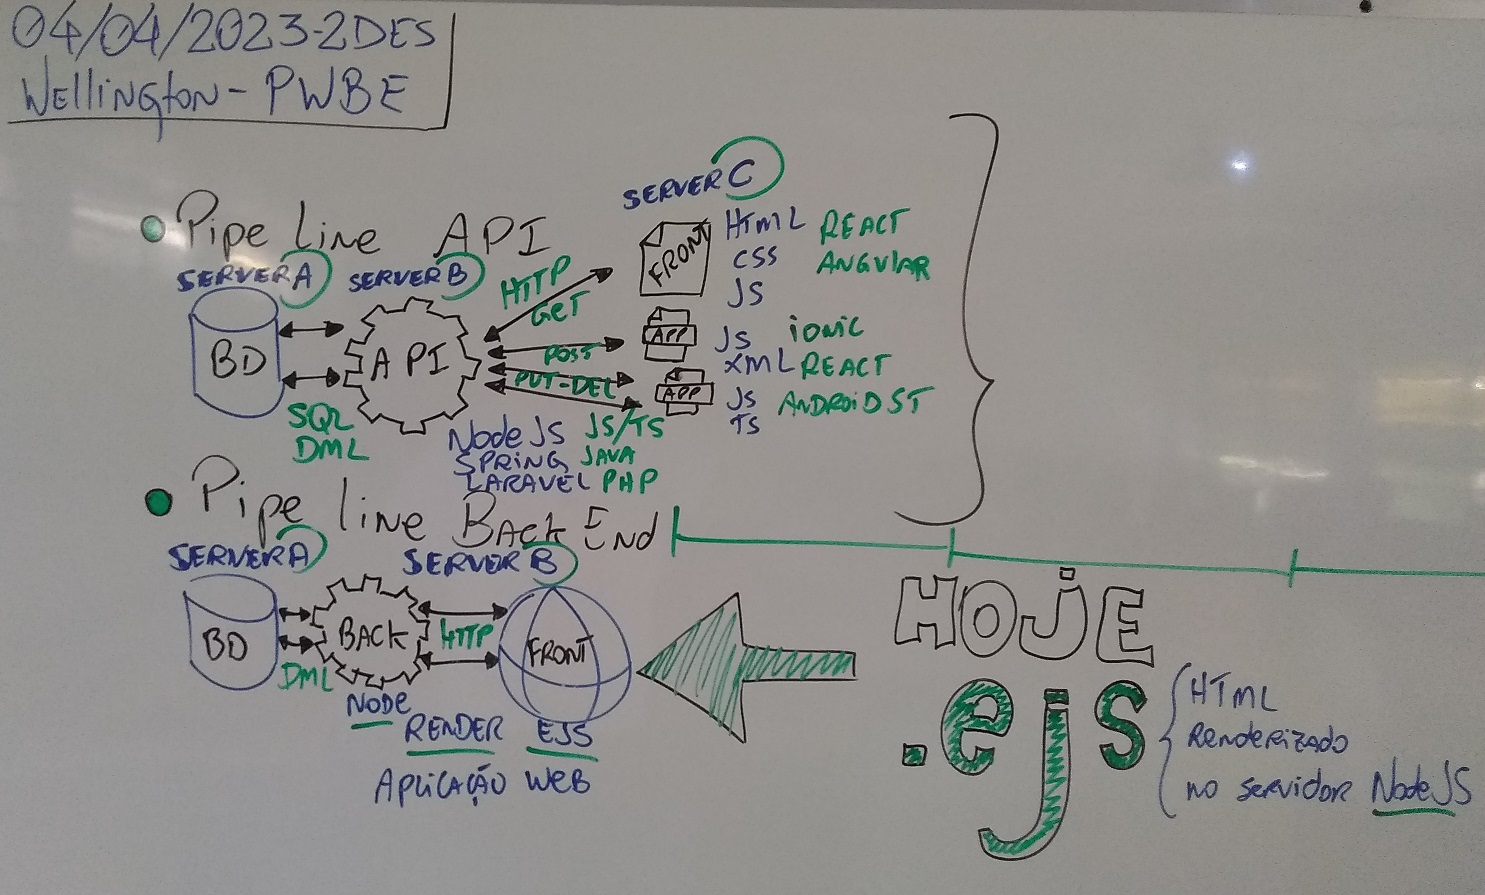 04/04/2023-2DES
Wellington - PWBE
Pipe Line API
SERVER A
SERVER B
SERVER C
BD
API
SQL
DML
HTTP
GET
POST
PUT-DEL
FRONT
HTML REACT
CSS ANGULAR
JS
APP
JS IONIC
XML REACT
APP
JS ANDROID ST
TS
Node JS JS/TS
SPRING JAVA
LARAVEL PHP
Pipe line Back End
SERVER A
SERVER B
BD
DML
BACK
HTTP
FRONT
NODE
RENDER EJS
APLICAÇÃO WEB
HOJE
.ejs
HTML
Renderizado
no servidor NodeJS